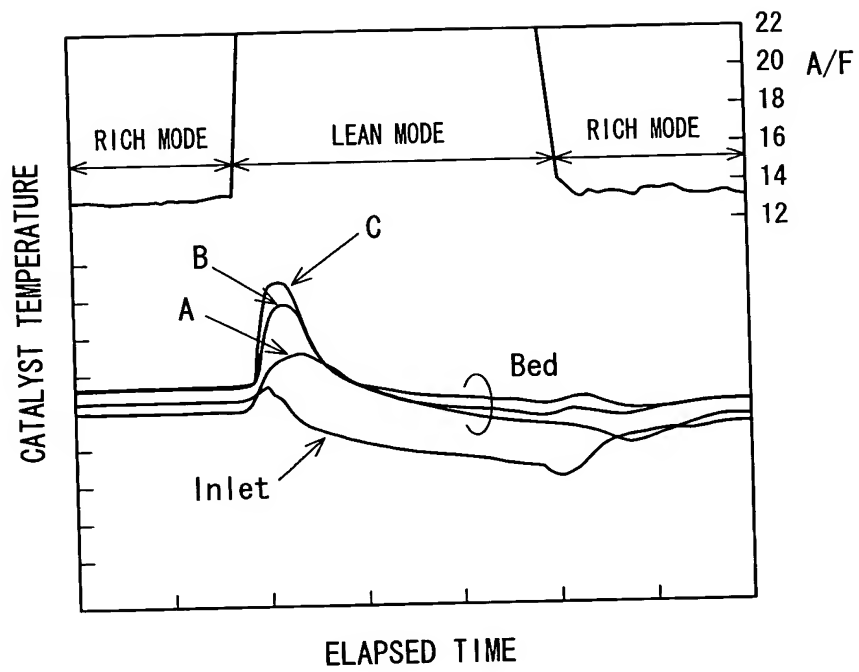 22
20 A/F
18
RICH MODE LEAN MODE RICH MODE
16
14
12
CATALYST TEMPERATURE
C
B
A
Bed
Inlet
ELAPSED TIME